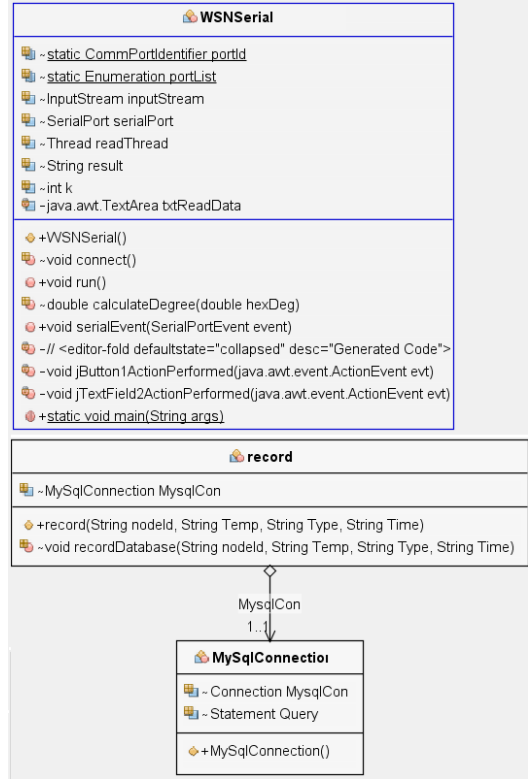 WSNSerial
~static CommPortIdentifier portId
~static Enumeration portList
~InputStream inputStream
~SerialPort serialPort
~Thread readThread
~String result
~int k
-java.awt.TextArea txtReadData
+WSNSerial()
~void connect()
+void run()
~double calculateDegree(double hexDeg)
+void serialEvent(SerialPortEvent event)
-// <editor-fold defaultstate="collapsed" desc="Generated Code">
-void jButton1ActionPerformed(java.awt.event.ActionEvent evt)
-void jTextField2ActionPerformed(java.awt.event.ActionEvent evt)
+static void main(String args)
record
~MySqlConnection MysqlCon
+record(String nodeId, String Temp, String Type, String Time)
~void recordDatabase(String nodeId, String Temp, String Type, String Time)
MysqlCon
1..1
MySqlConnection
~Connection MysqlCon
~Statement Query
+MySqlConnection()